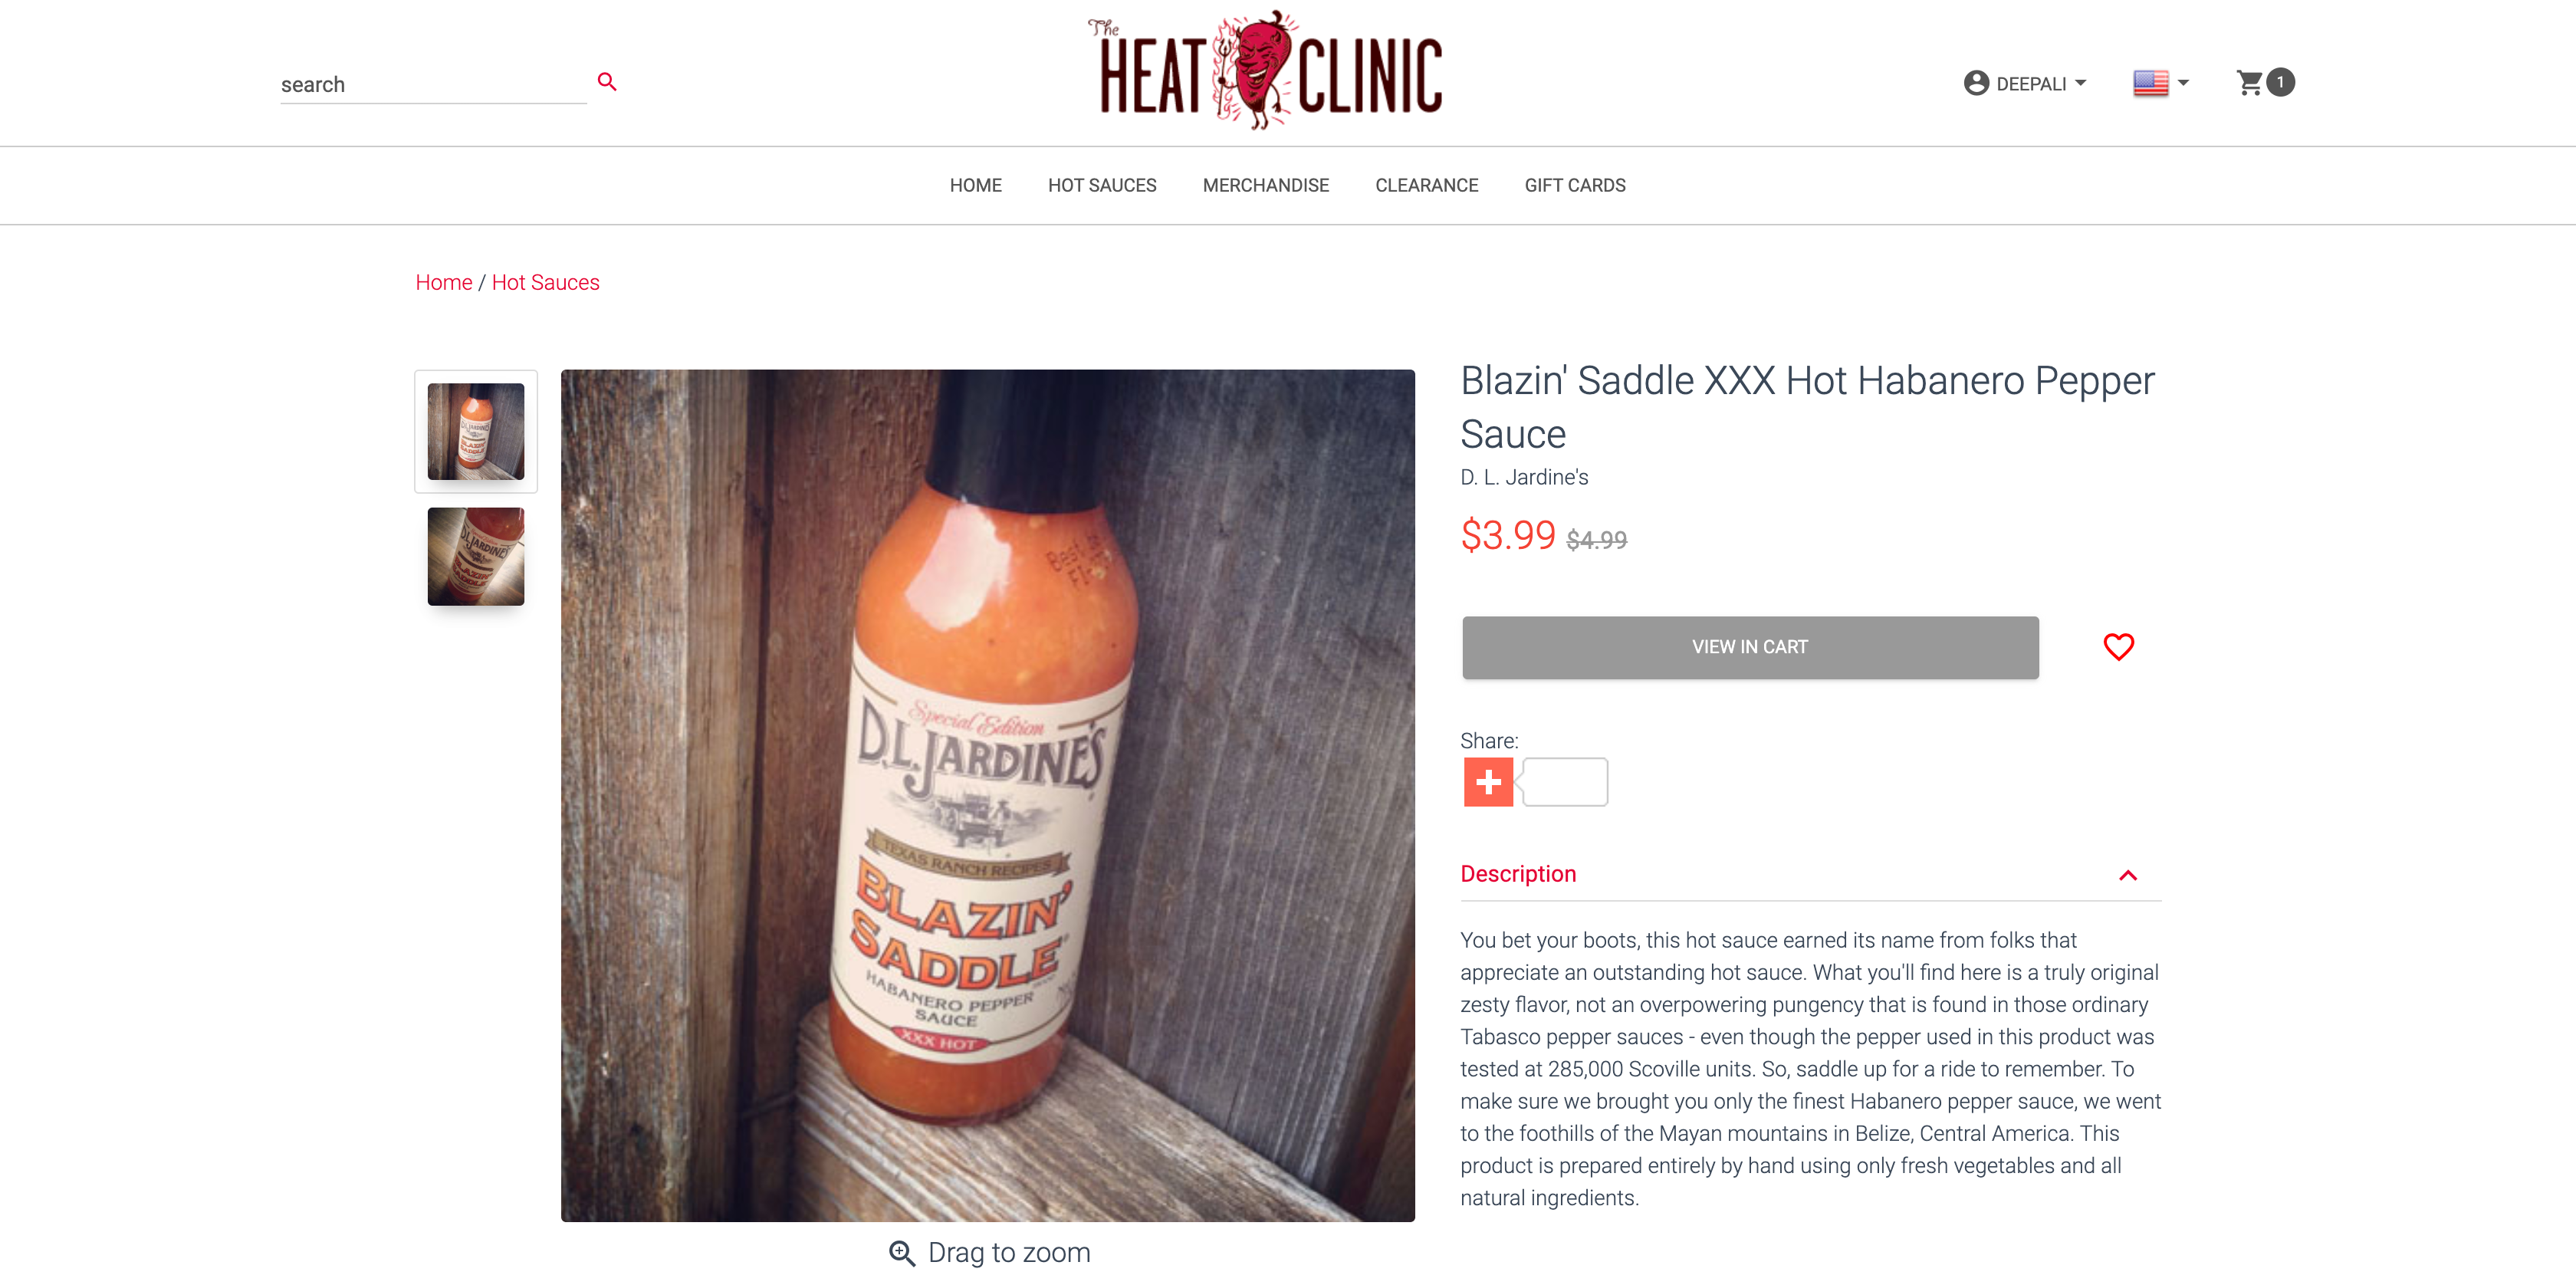 search
The
HEAT CLINIC
DEEPALI
1
HOME HOT SAUCES MERCHANDISE CLEARANCE GIFT CARDS
Home / Hot Sauces
D.L. JARDINE'S
BLAZIN'
SADDLE
D.L. JARDINE'S
BLAZIN'
SADDLE
Best by
Special Edition
D.L. JARDINE'S
TEXAS RANCH RECIPES
BLAZIN'
SADDLE
HABANERO PEPPER
SAUCE
XXX HOT
Drag to zoom
Blazin' Saddle XXX Hot Habanero Pepper
Sauce
D. L. Jardine's
$3.99 $4.99
VIEW IN CART
Share:
Description
You bet your boots, this hot sauce earned its name from folks that
appreciate an outstanding hot sauce. What you'll find here is a truly original
zesty flavor, not an overpowering pungency that is found in those ordinary
Tabasco pepper sauces - even though the pepper used in this product was
tested at 285,000 Scoville units. So, saddle up for a ride to remember. To
make sure we brought you only the finest Habanero pepper sauce, we went
to the foothills of the Mayan mountains in Belize, Central America. This
product is prepared entirely by hand using only fresh vegetables and all
natural ingredients.